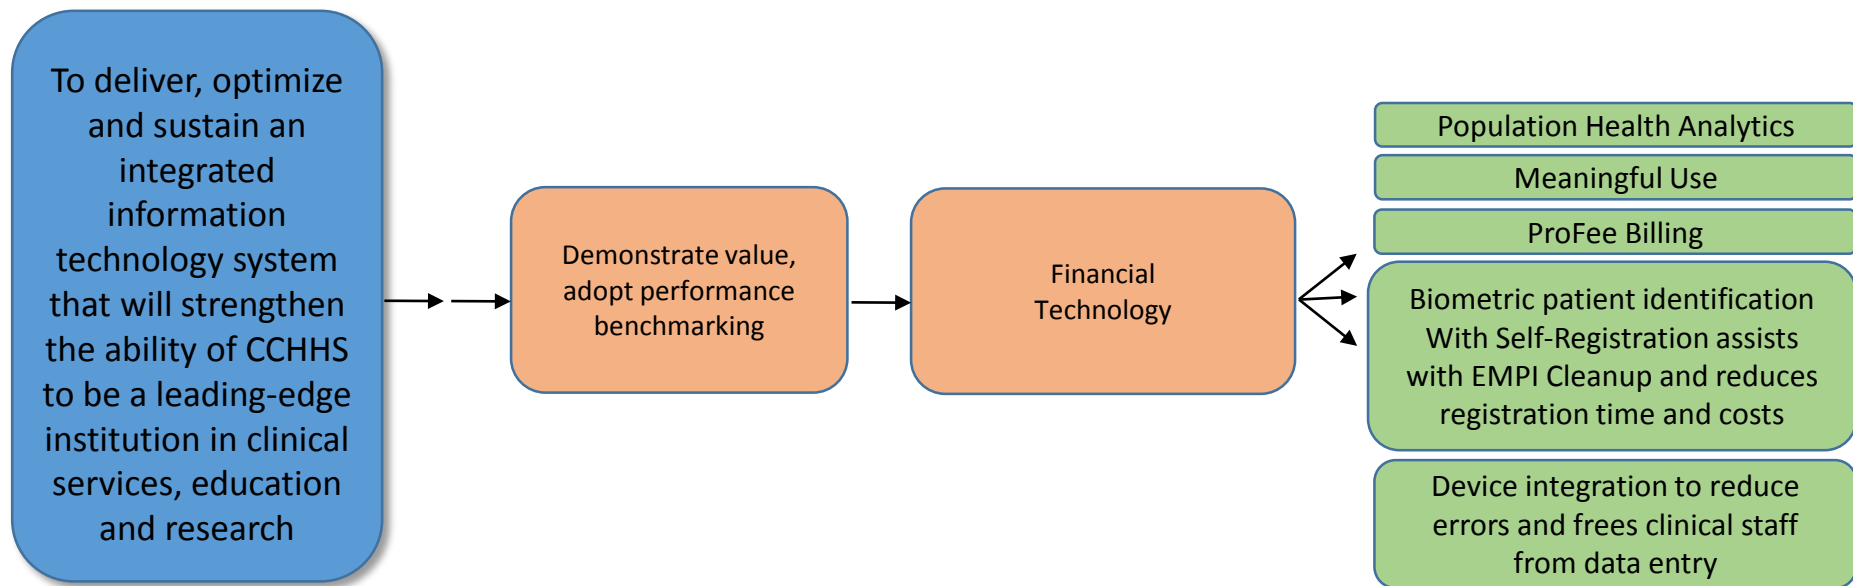 To deliver, optimize
and sustain an
integrated
information
technology system
that will strengthen
the ability of CCHHS
to be a leading-edge
institution in clinical
services, education
and research
Demonstrate value,
adopt performance
benchmarking
Financial
Technology
Population Health Analytics
Meaningful Use
ProFee Billing
Biometric patient identification
With Self-Registration assists
with EMPI Cleanup and reduces
registration time and costs
Device integration to reduce
errors and frees clinical staff
from data entry